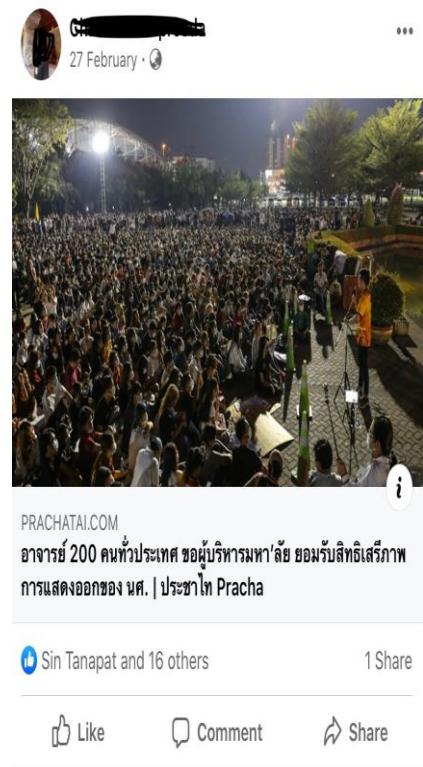 27 February ·
PRACHATAI.COM
อาจารย์ 200 คนทั่วประเทศ ขอผู้บริหารมหา'ลัย ยอมรับสิทธิเสรีภาพ
การแสดงออกของ นศ. | ประชาไท Pracha
Sin Tanapat and 16 others
1 Share
Like
Comment
Share